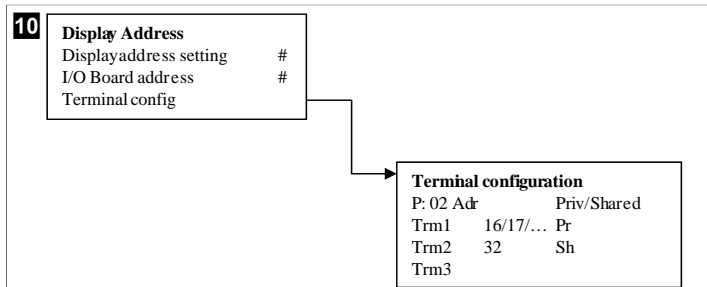 10
Display Address
Displayaddress setting #
I/O Board address #
Terminal config
Terminal configuration
P: 02 Adr Priv/Shared
Trm1 16/17/… Pr
Trm2 32 Sh
Trm3